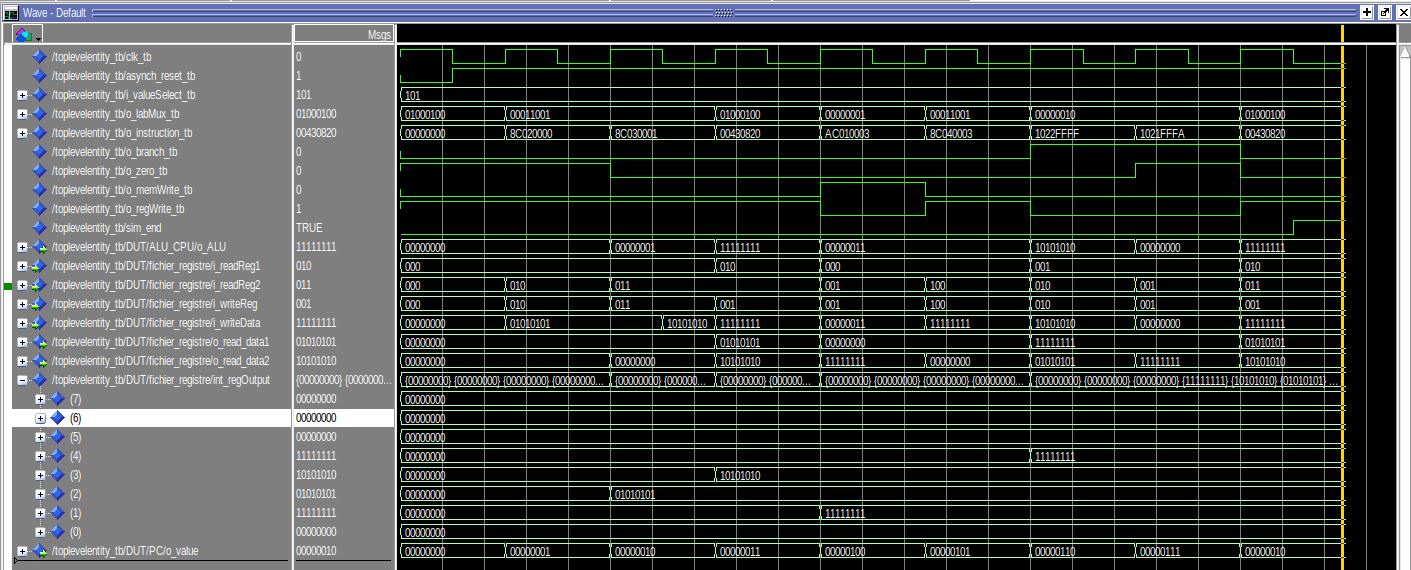 Wave - Default
Msgs
/toplevelentity_tb/clk_tb 0
/toplevelentity_tb/asynch_reset_tb 1
/toplevelentity_tb/i_valueSelect_tb 101 101
/toplevelentity_tb/o_labMux_tb 01000100 01000100 00011001 01000100 00000001 00011001 00000010 01000100
/toplevelentity_tb/o_instruction_tb 00430820 00000000 8C020000 8C030001 00430820 AC010003 8C040003 1022FFFF 1021FFFA 00430820
/toplevelentity_tb/o_branch_tb 0
/toplevelentity_tb/o_zero_tb 0
/toplevelentity_tb/o_memWrite_tb 0
/toplevelentity_tb/o_regWrite_tb 1
/toplevelentity_tb/sim_end TRUE
/toplevelentity_tb/DUT/ALU_CPU/o_ALU 11111111 00000000 00000001 11111111 00000011 10101010 00000000 11111111
/toplevelentity_tb/DUT/fichier_registre/i_readReg1 010 000 010 000 001 010
/toplevelentity_tb/DUT/fichier_registre/i_readReg2 011 000 010 011 001 100 010 001 011
/toplevelentity_tb/DUT/fichier_registre/i_writeReg 001 000 010 011 001 001 100 010 001 001
/toplevelentity_tb/DUT/fichier_registre/i_writeData 11111111 00000000 01010101 10101010 11111111 00000011 11111111 10101010 00000000 11111111
/toplevelentity_tb/DUT/fichier_registre/o_read_data1 01010101 00000000 01010101 00000000 11111111 01010101
/toplevelentity_tb/DUT/fichier_registre/o_read_data2 10101010 00000000 00000000 10101010 11111111 00000000 01010101 11111111 10101010
/toplevelentity_tb/DUT/fichier_registre/int_regOutput {00000000} {0000000... {00000000} {00000000} {00000000} {0000000... {00000000} {000000... {00000000} {000000... {00000000} {00000000} {00000000} {0000000... {00000000} {00000000} {00000000} {11111111} {10101010} {01010101} ...
(7) 00000000 00000000
(6) 00000000 00000000
(5) 00000000 00000000
(4) 11111111 00000000 11111111
(3) 10101010 00000000 10101010
(2) 01010101 00000000 01010101
(1) 11111111 00000000 11111111
(0) 00000000 00000000
/toplevelentity_tb/DUT/PC/o_value 00000010 00000000 00000001 00000010 00000011 00000100 00000101 00000110 00000111 00000010